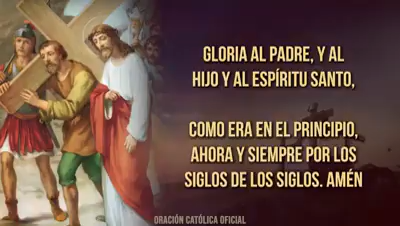 GLORIA AL PADRE, Y AL
HIJO Y AL ESPÍRITU SANTO,
COMO ERA EN EL PRINCIPIO,
AHORA Y SIEMPRE POR LOS
SIGLOS DE LOS SIGLOS. AMÉN
ORACIÓN CATÓLICA OFICIAL